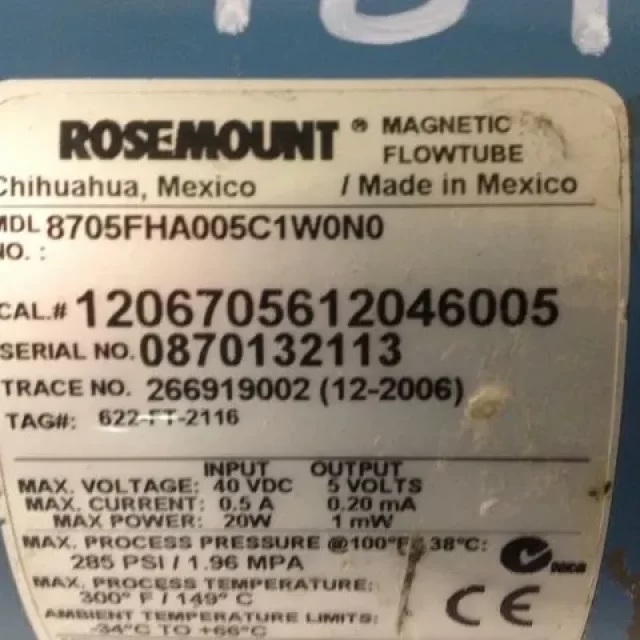 ROSEMOUNT ® MAGNETIC FLOWTUBE
Chihuahua, Mexico / Made in Mexico
MDL NO. : 8705FHA005C1W0N0
CAL.# 1206705612046005
SERIAL NO. 0870132113
TRACE NO. 266919002 (12-2006)
TAG#: 622-FT-2116
INPUT OUTPUT
MAX. VOLTAGE: 40 VDC 5 VOLTS
MAX. CURRENT: 0.5 A 0.20 mA
MAX POWER: 20W 1 mW
MAX. PROCESS PRESSURE @100°F/ 38°C:
285 PSI / 1.96 MPA
MAX. PROCESS TEMPERATURE:
300° F / 149° C
AMBIENT TEMPERATURE LIMITS:
-34°C TO +66°C
CE